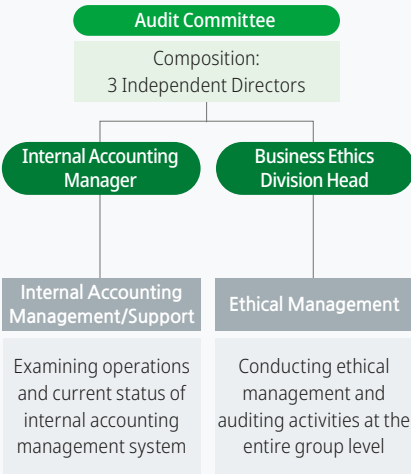 Audit Committee
Composition:
3 Independent Directors
Internal Accounting
Manager
Business Ethics
Division Head
Internal Accounting
Management/Support
Ethical Management
Examining operations
and current status of
internal accounting
management system
Conducting ethical
management and
auditing activities at the
entire group level